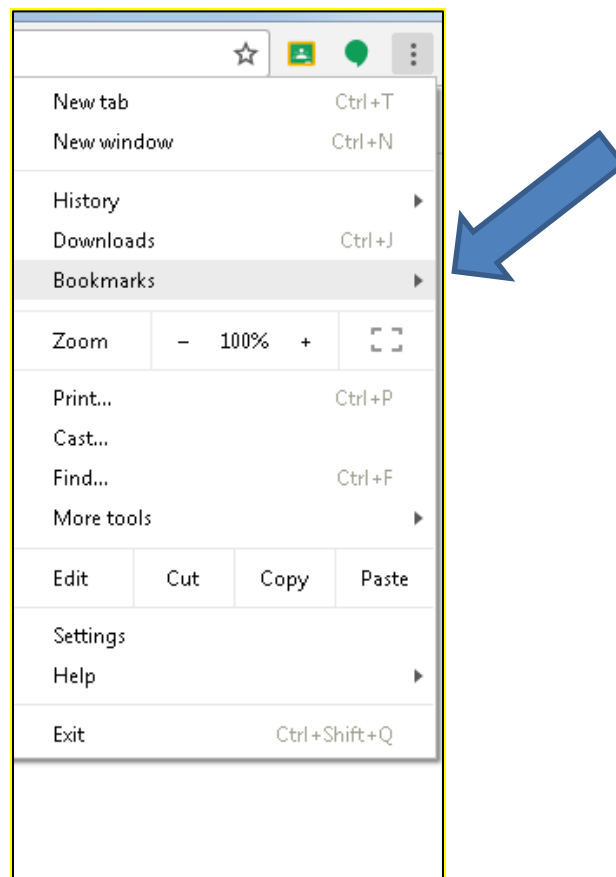 New tab Ctrl+T
New window Ctrl+N
History
Downloads Ctrl+J
Bookmarks
Zoom – 100% +
Print... Ctrl+P
Cast...
Find... Ctrl+F
More tools
Edit Cut Copy Paste
Settings
Help
Exit Ctrl+Shift+Q